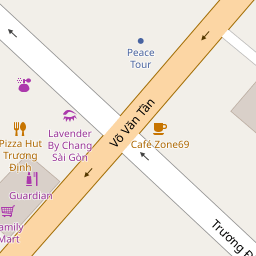 Peace
Tour
Võ Văn Tần
Lavender
By Chang
Sài Gòn
Café Zone69
Pizza Hut
Trương
Định
Guardian
Family
Mart
Trương Đ